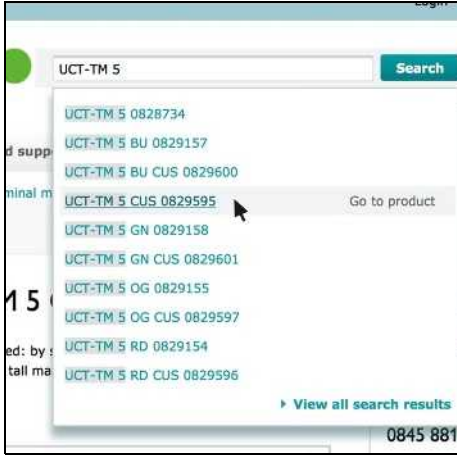 Login
UCT-TM 5
Search
UCT-TM 5 0828734
UCT-TM 5 BU 0829157
d supp
UCT-TM 5 BU CUS 0829600
minal m
UCT-TM 5 CUS 0829595 Go to product
UCT-TM 5 GN 0829158
UCT-TM 5 GN CUS 0829601
UCT-TM 5 OG 0829155
UCT-TM 5 OG CUS 0829597
UCT-TM 5 RD 0829154
ed: by
tall ma
UCT-TM 5 RD CUS 0829596
View all search results
0845 881